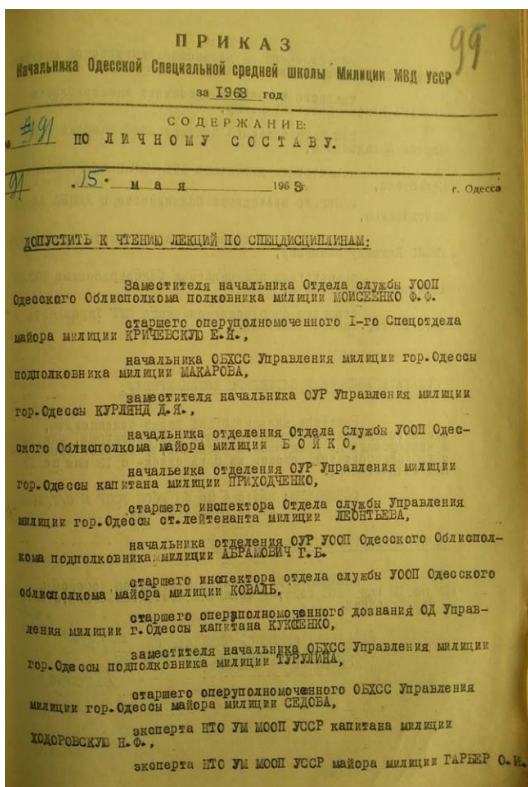 99
ПРИКАЗ
Начальника Одесской Специальной средней школы Милиции МВД УССР
за 1963 год
СОДЕРЖАНИЕ:
№ 91
ПО ЛИЧНОМУ СОСТАВУ.
91 „15" мая 1963 г. Одесса
ДОПУСТИТЬ К ЧТЕНИЮ ЛЕКЦИЙ ПО СПЕЦДИСЦИПЛИНАМ:
Заместителя начальника Отдела службы УООП
Одесского Облисполкома полковника милиции МОИСЕЕНКО Ф.Ф.
старшего оперуполномоченного I-го Спецотдела
майора милиции КРИЧЕВСКУЮ Е.Я.,
начальника ОБХСС Управления милиции гор.Одессы
подполковника милиции МАКАРОВА,
заместителя начальника ОУР Управления милиции
гор.Одессы КУРЛЯНД Д.Я.,
начальника отделения Отдела Службы УООП Одес-
ского Облисполкома майора милиции Б О Й К О,
начальеика отделения ОУР Управления милиции
гор.Одессы капитана милиции ПРИХОДЧЕНКО,
старшего инспектора Отдела службы Управления
милиции гор.Одессы ст.лейтенанта милиции ЛЕОНТЬЕВА,
начальника отделения ОУР УООП Одесского Облиспол-
кома подполковника милиции АБРАМОВИЧ Г.Б.
старшего инспектора отдела службы УООП Одесского
облисполкома майора милиции КОВАЛЬ,
старшего оперуполномоченного дознания ОД Управ-
ления милиции г.Одессы капитана КУКСЕНКО,
заместителя начальника ОБХСС Управления милиции
гор.Одессы подполковника милиции ТУРУЛИНА,
старшего оперуполномоченного ОБХСС Управления
милиции гор.Одессы майора милиции СЕДОВА,
эксперта НТО УМ МООП УССР капитана милиции
ХОДОРОВСКУЮ Н.Ф.,
эксперта НТО УМ МООП УССР майора милиции ГАРБЕР О.И.